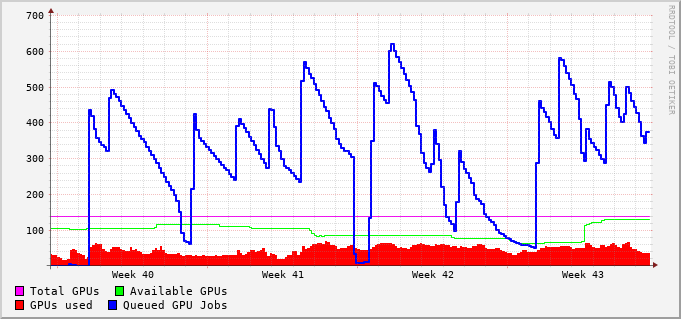 700
600
500
400
300
200
100
Week 40 Week 41 Week 42 Week 43
Total GPUs Available GPUs
GPUs used Queued GPU Jobs
RRDTOOL / TOBI OETIKER